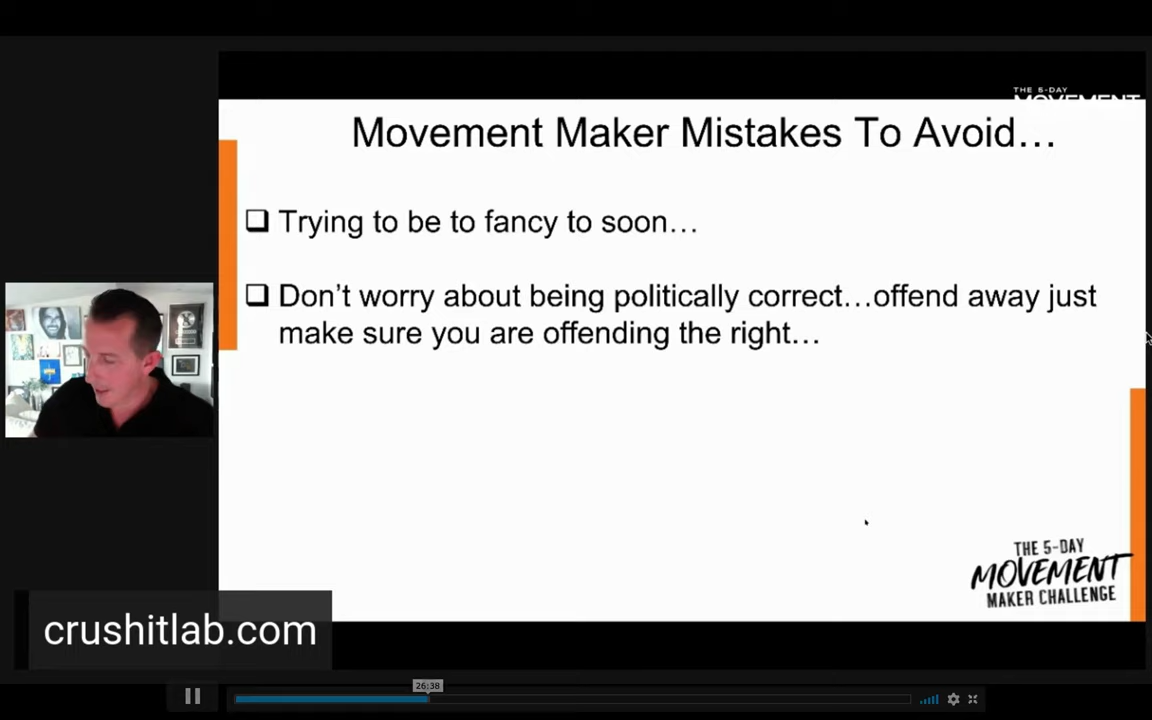 THE 5-DAY
MOVEMENT
Movement Maker Mistakes To Avoid…
Trying to be to fancy to soon…
Don’t worry about being politically correct…offend away just
make sure you are offending the right…
THE 5-DAY
MOVEMENT
MAKER CHALLENGE
crushitlab.com
26:38